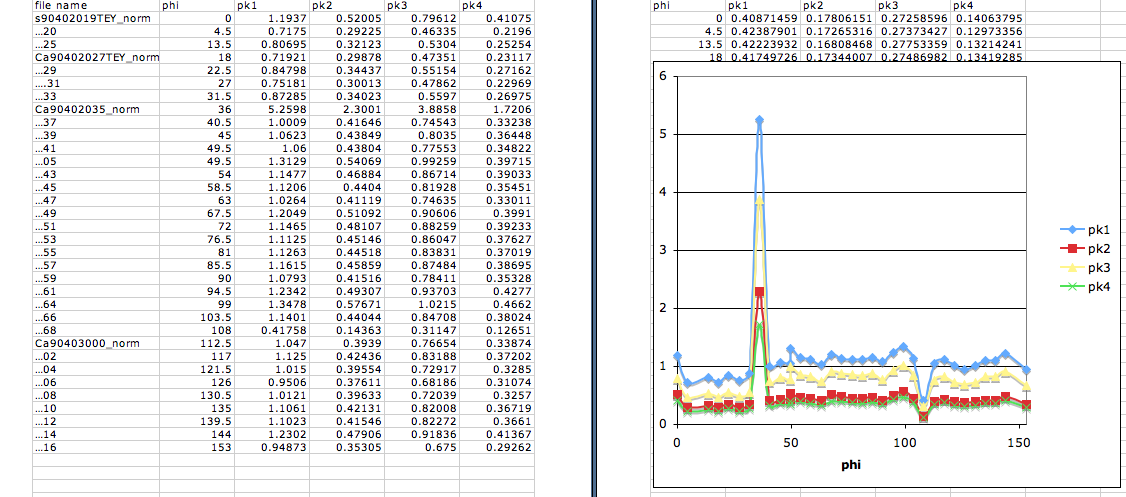 file name phi pk1 pk2 pk3 pk4
s90402019TEY_norm 0 1.1937 0.52005 0.79612 0.41075
...20 4.5 0.7175 0.29225 0.46335 0.2196
...25 13.5 0.80695 0.32123 0.5304 0.25254
Ca90402027TEY_norm 18 0.71921 0.29878 0.47351 0.23117
...29 22.5 0.84798 0.34437 0.55154 0.27162
....31 27 0.75181 0.30013 0.47862 0.22969
...33 31.5 0.87285 0.34023 0.5597 0.26975
Ca90402035_norm 36 5.2598 2.3001 3.8858 1.7206
...37 40.5 1.0009 0.41646 0.74543 0.33238
...39 45 1.0623 0.43849 0.8035 0.36448
...41 49.5 1.06 0.43804 0.77553 0.34822
...05 49.5 1.3129 0.54069 0.99259 0.39715
...43 54 1.1477 0.46884 0.86714 0.39033
...45 58.5 1.1206 0.4404 0.81928 0.35451
...47 63 1.0264 0.41119 0.74635 0.33011
...49 67.5 1.2049 0.51092 0.90606 0.3991
...51 72 1.1465 0.48107 0.88259 0.39233
...53 76.5 1.1125 0.45146 0.86047 0.37627
...55 81 1.1263 0.44518 0.83831 0.37019
...57 85.5 1.1615 0.45859 0.87484 0.38695
...59 90 1.0793 0.41516 0.78411 0.35328
...61 94.5 1.2342 0.49307 0.93703 0.4277
...64 99 1.3478 0.57671 1.0215 0.4662
...66 103.5 1.1401 0.44044 0.84708 0.38024
...68 108 0.41758 0.14363 0.31147 0.12651
Ca90403000_norm 112.5 1.047 0.3939 0.76654 0.33874
...02 117 1.125 0.42436 0.83188 0.37202
...04 121.5 1.015 0.39554 0.72917 0.3285
...06 126 0.9506 0.37611 0.68186 0.31074
...08 130.5 1.0121 0.39633 0.72039 0.3257
...10 135 1.1061 0.42131 0.82008 0.36719
...12 139.5 1.1023 0.41546 0.82242 0.3661
...14 144 1.2302 0.47906 0.91836 0.41367
...16 153 0.94873 0.35305 0.675 0.29262
phi pk1 pk2 pk3 pk4
0 0.40871459 0.17806151 0.27258596 0.14063795
4.5 0.42387901 0.17265316 0.27373427 0.12973356
13.5 0.42223932 0.16808468 0.27753359 0.13214241
18 0.41749726 0.17344007 0.27486982 0.13419285
6
5
4
3
2
1
0
0 50 100 150
phi
pk1
pk2
pk3
pk4